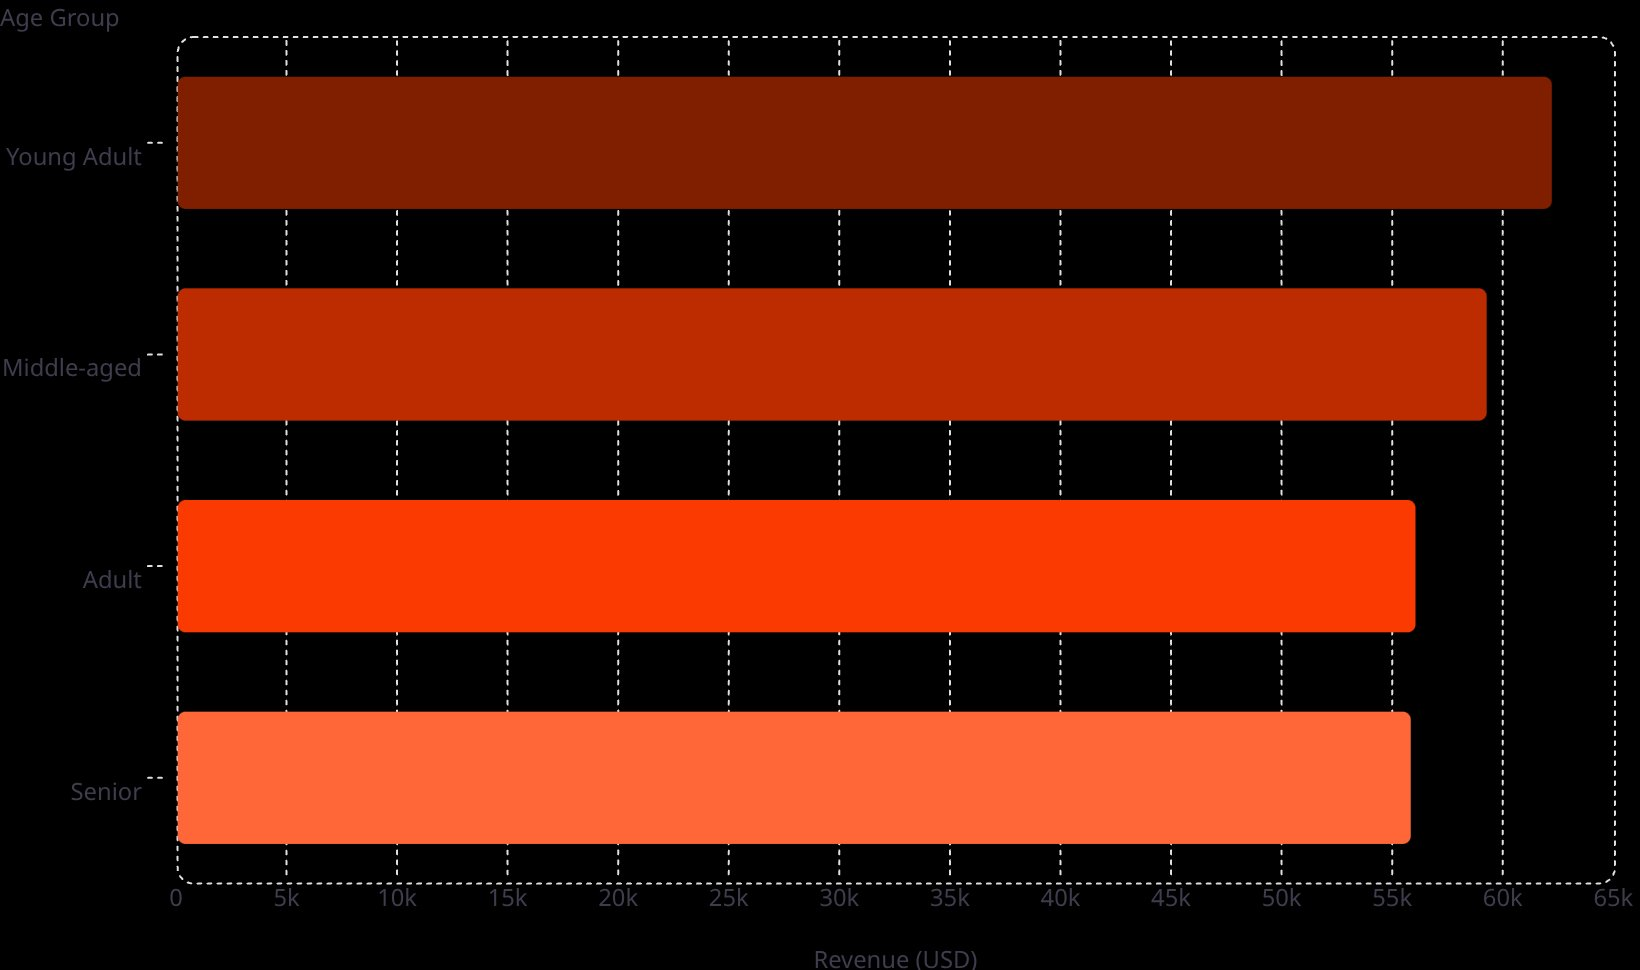 Age Group
Young Adult
Middle-aged
Adult
Senior
0 5k 10k 15k 20k 25k 30k 35k 40k 45k 50k 55k 60k 65k
Revenue (USD)